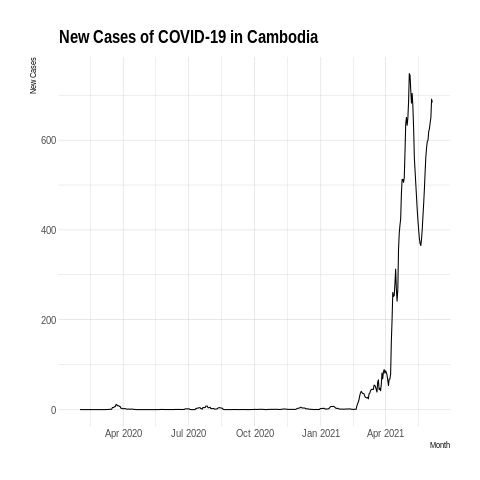 New Cases of COVID-19 in Cambodia
New Cases
600
400
200
0
Apr 2020 Jul 2020 Oct 2020 Jan 2021 Apr 2021
Month